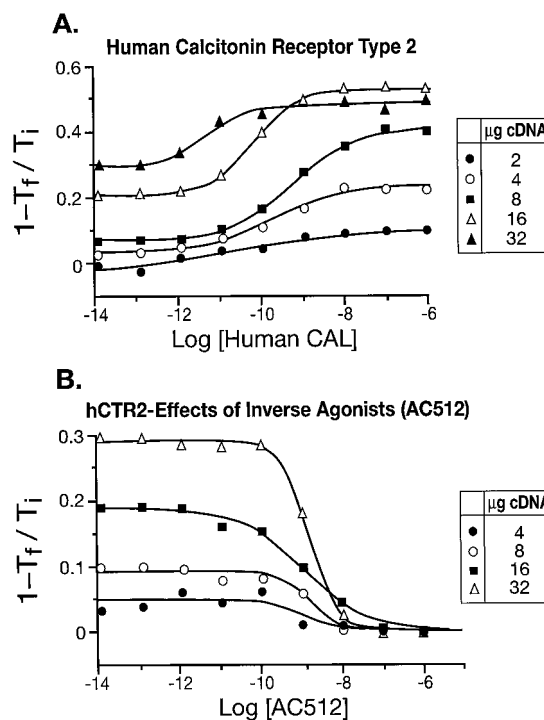 A.
Human Calcitonin Receptor Type 2
0.6
0.4
0.2
0
1–Tf / Ti
-14
-12
-10
-8
-6
Log [Human CAL]
μg cDNA
2
4
8
16
32
B.
hCTR2-Effects of Inverse Agonists (AC512)
0.3
0.2
0.1
0
1–Tf / Ti
-14
-12
-10
-8
-6
Log [AC512]
μg cDNA
4
8
16
32